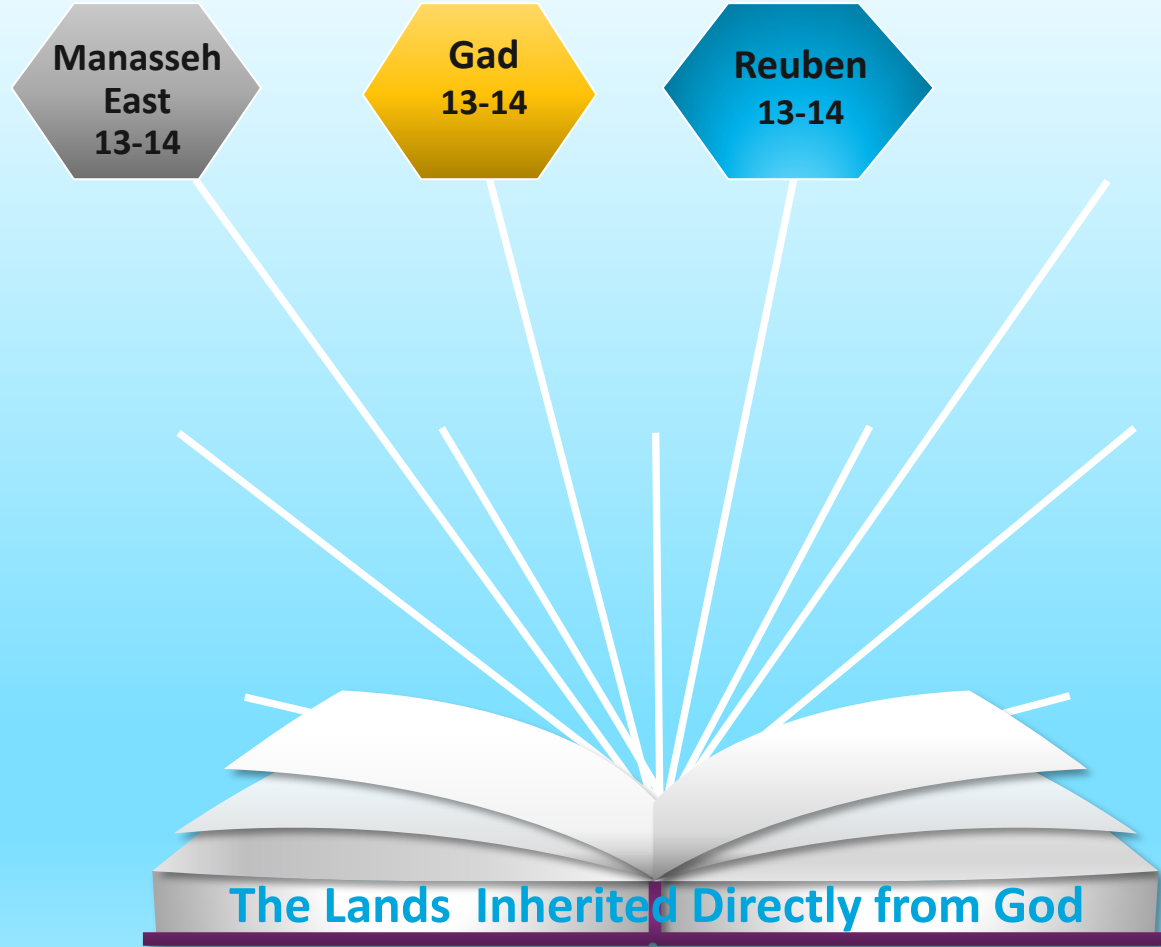 Manasseh
East
13-14
Gad
13-14
Reuben
13-14
The Lands  Inherited Directly from God